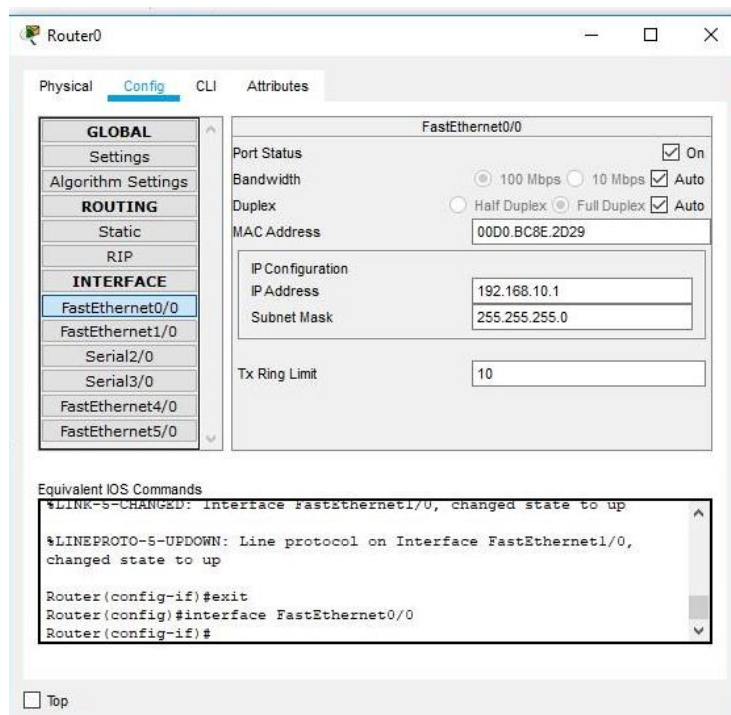 Router0
Physical Config CLI Attributes
GLOBAL
Settings
Algorithm Settings
ROUTING
Static
RIP
INTERFACE
FastEthernet0/0
FastEthernet1/0
Serial2/0
Serial3/0
FastEthernet4/0
FastEthernet5/0
FastEthernet0/0
Port Status On
Bandwidth 100 Mbps 10 Mbps Auto
Duplex Half Duplex Full Duplex Auto
MAC Address 00D0.BC8E.2D29
IP Configuration
IP Address 192.168.10.1
Subnet Mask 255.255.255.0
Tx Ring Limit 10
Equivalent IOS Commands
%LINK-5-CHANGED: Interface FastEthernet1/0, changed state to up
%LINEPROTO-5-UPDOWN: Line protocol on Interface FastEthernet1/0,
changed state to up
Router(config-if)#exit
Router(config)#interface FastEthernet0/0
Router(config-if)#
Top